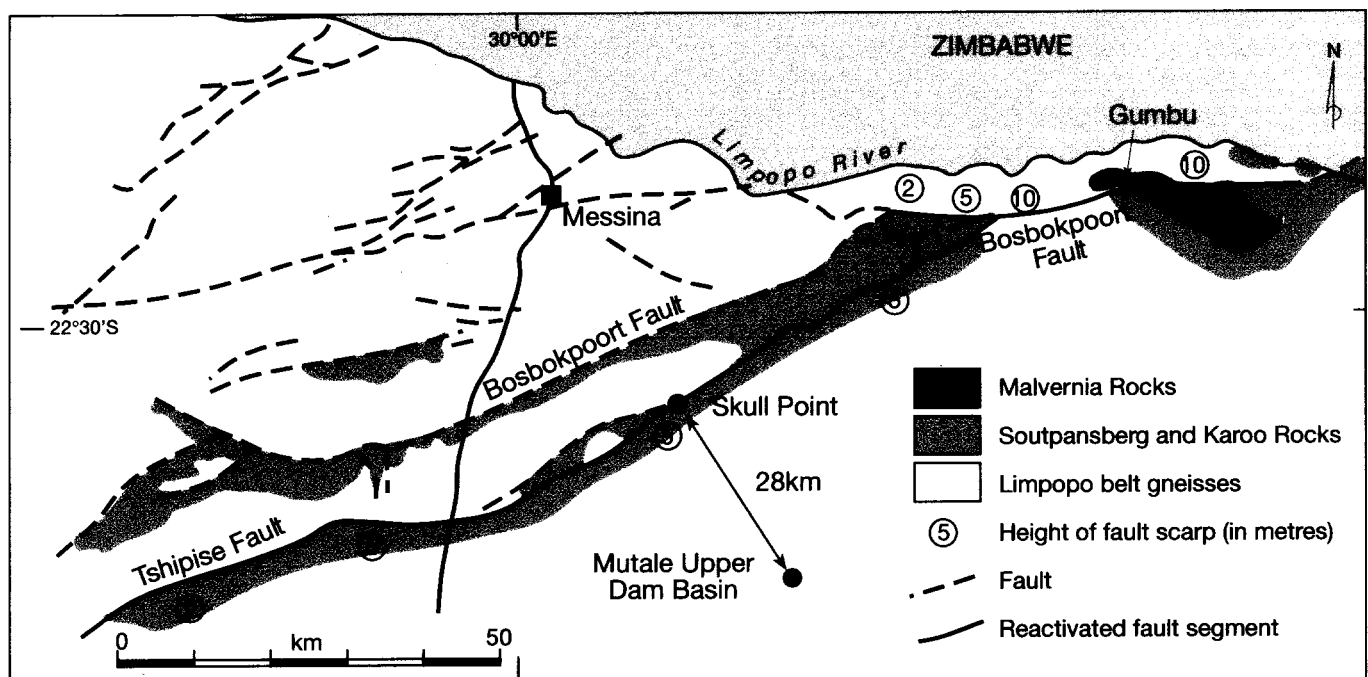 30°00'E
ZIMBABWE
N
Gumbu
Limpopo River
10
2
5
10
Messina
Bosbokpoort
Fault
22°30'S
Bosbokpoort Fault
Skull Point
28km
Tshipise Fault
Mutale Upper
Dam Basin
Malvernia Rocks
Soutpansberg and Karoo Rocks
Limpopo belt gneisses
5 Height of fault scarp (in metres)
Fault
Reactivated fault segment
0 km 50